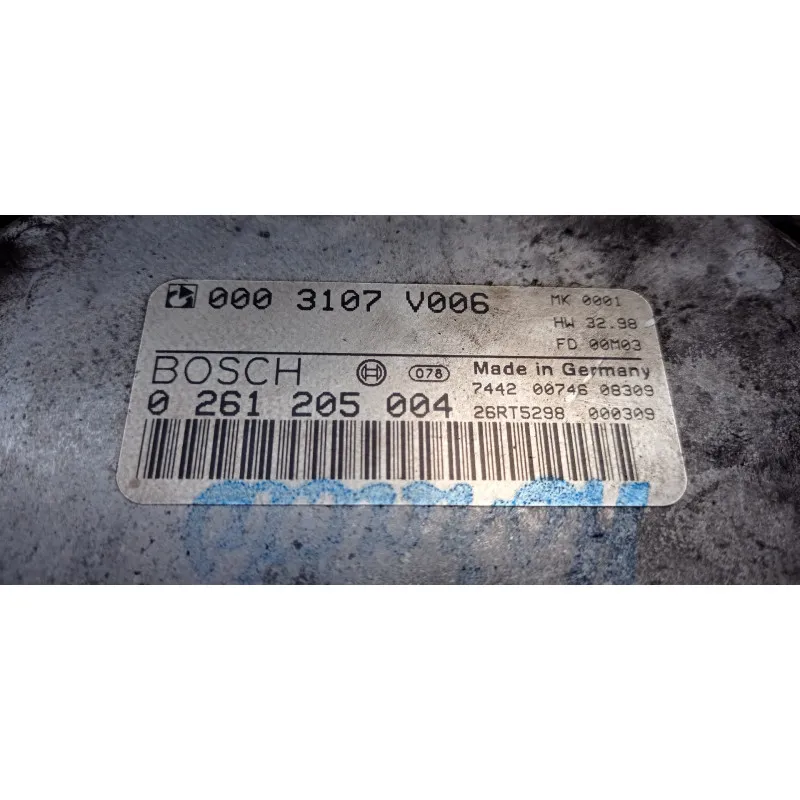 000 3107 V006
MK 0001
HW 32.98
FD 00M03
BOSCH
078
Made in Germany
0 261 205 004
7442 00746 08309
26RT5298 000309